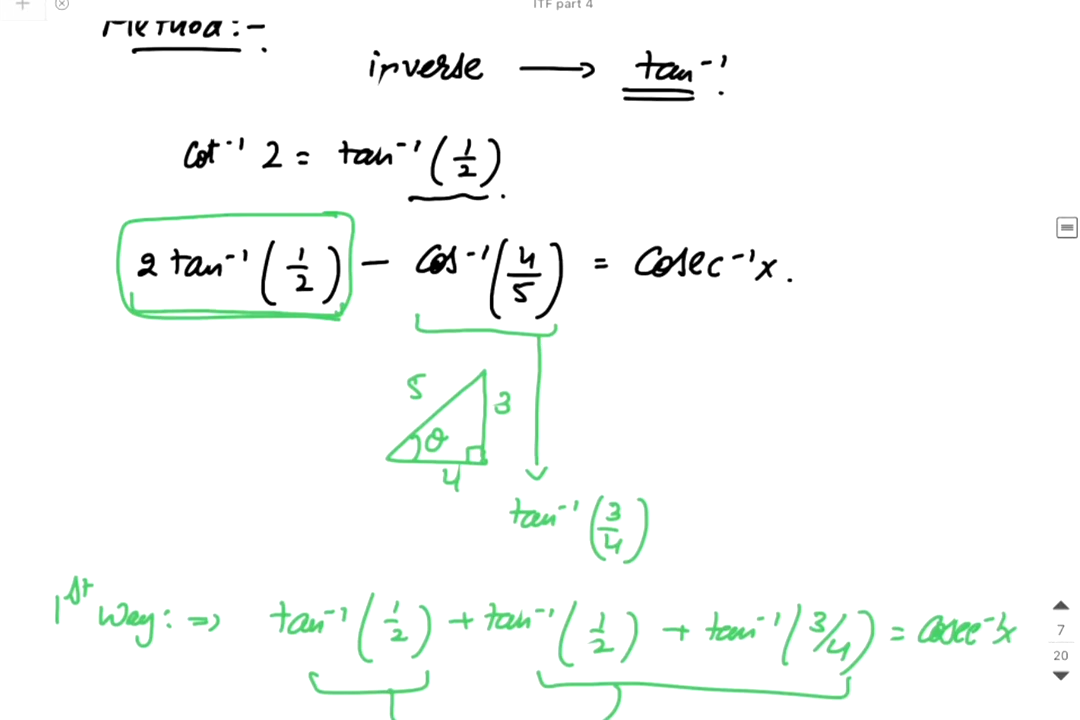 ITF part 4
Method :-
inverse ⟶ tan⁻¹.
Cot⁻¹ 2 = tan⁻¹(1/2).
2 tan⁻¹(1/2) - Cos⁻¹(4/5) = Cosec⁻¹x.
5
3
θ
4
tan⁻¹(3/4)
1st Way: ⇒ tan⁻¹(1/2) + tan⁻¹(1/2) + tan⁻¹(3/4) = cosec⁻¹x
7
20